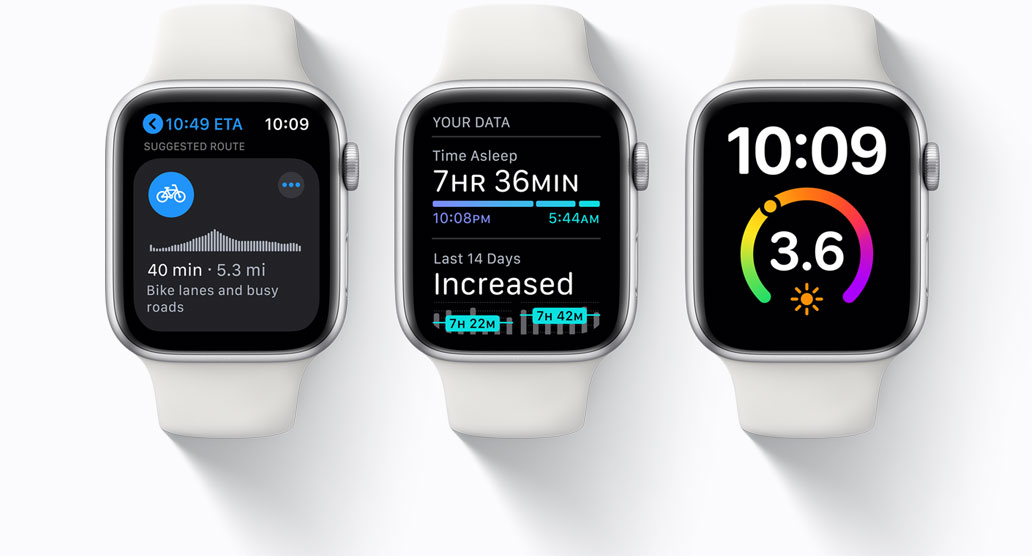 10:49 ETA 10:09
SUGGESTED ROUTE
40 min · 5.3 mi
Bike lanes and busy
roads
YOUR DATA
Time Asleep
7HR 36MIN
10:08PM 5:44AM
Last 14 Days
Increased
7H 22M 7H 42M
10:09
3.6